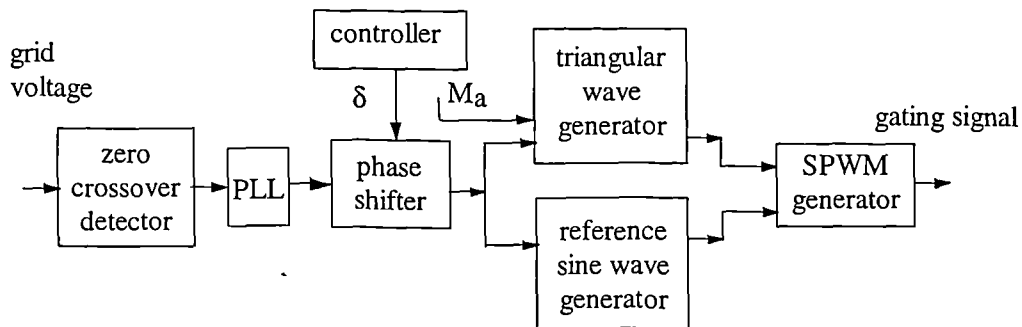 grid
voltage
zero
crossover
detector
PLL
controller
δ
phase
shifter
Ma
triangular
wave
generator
reference
sine wave
generator
SPWM
generator
gating signal